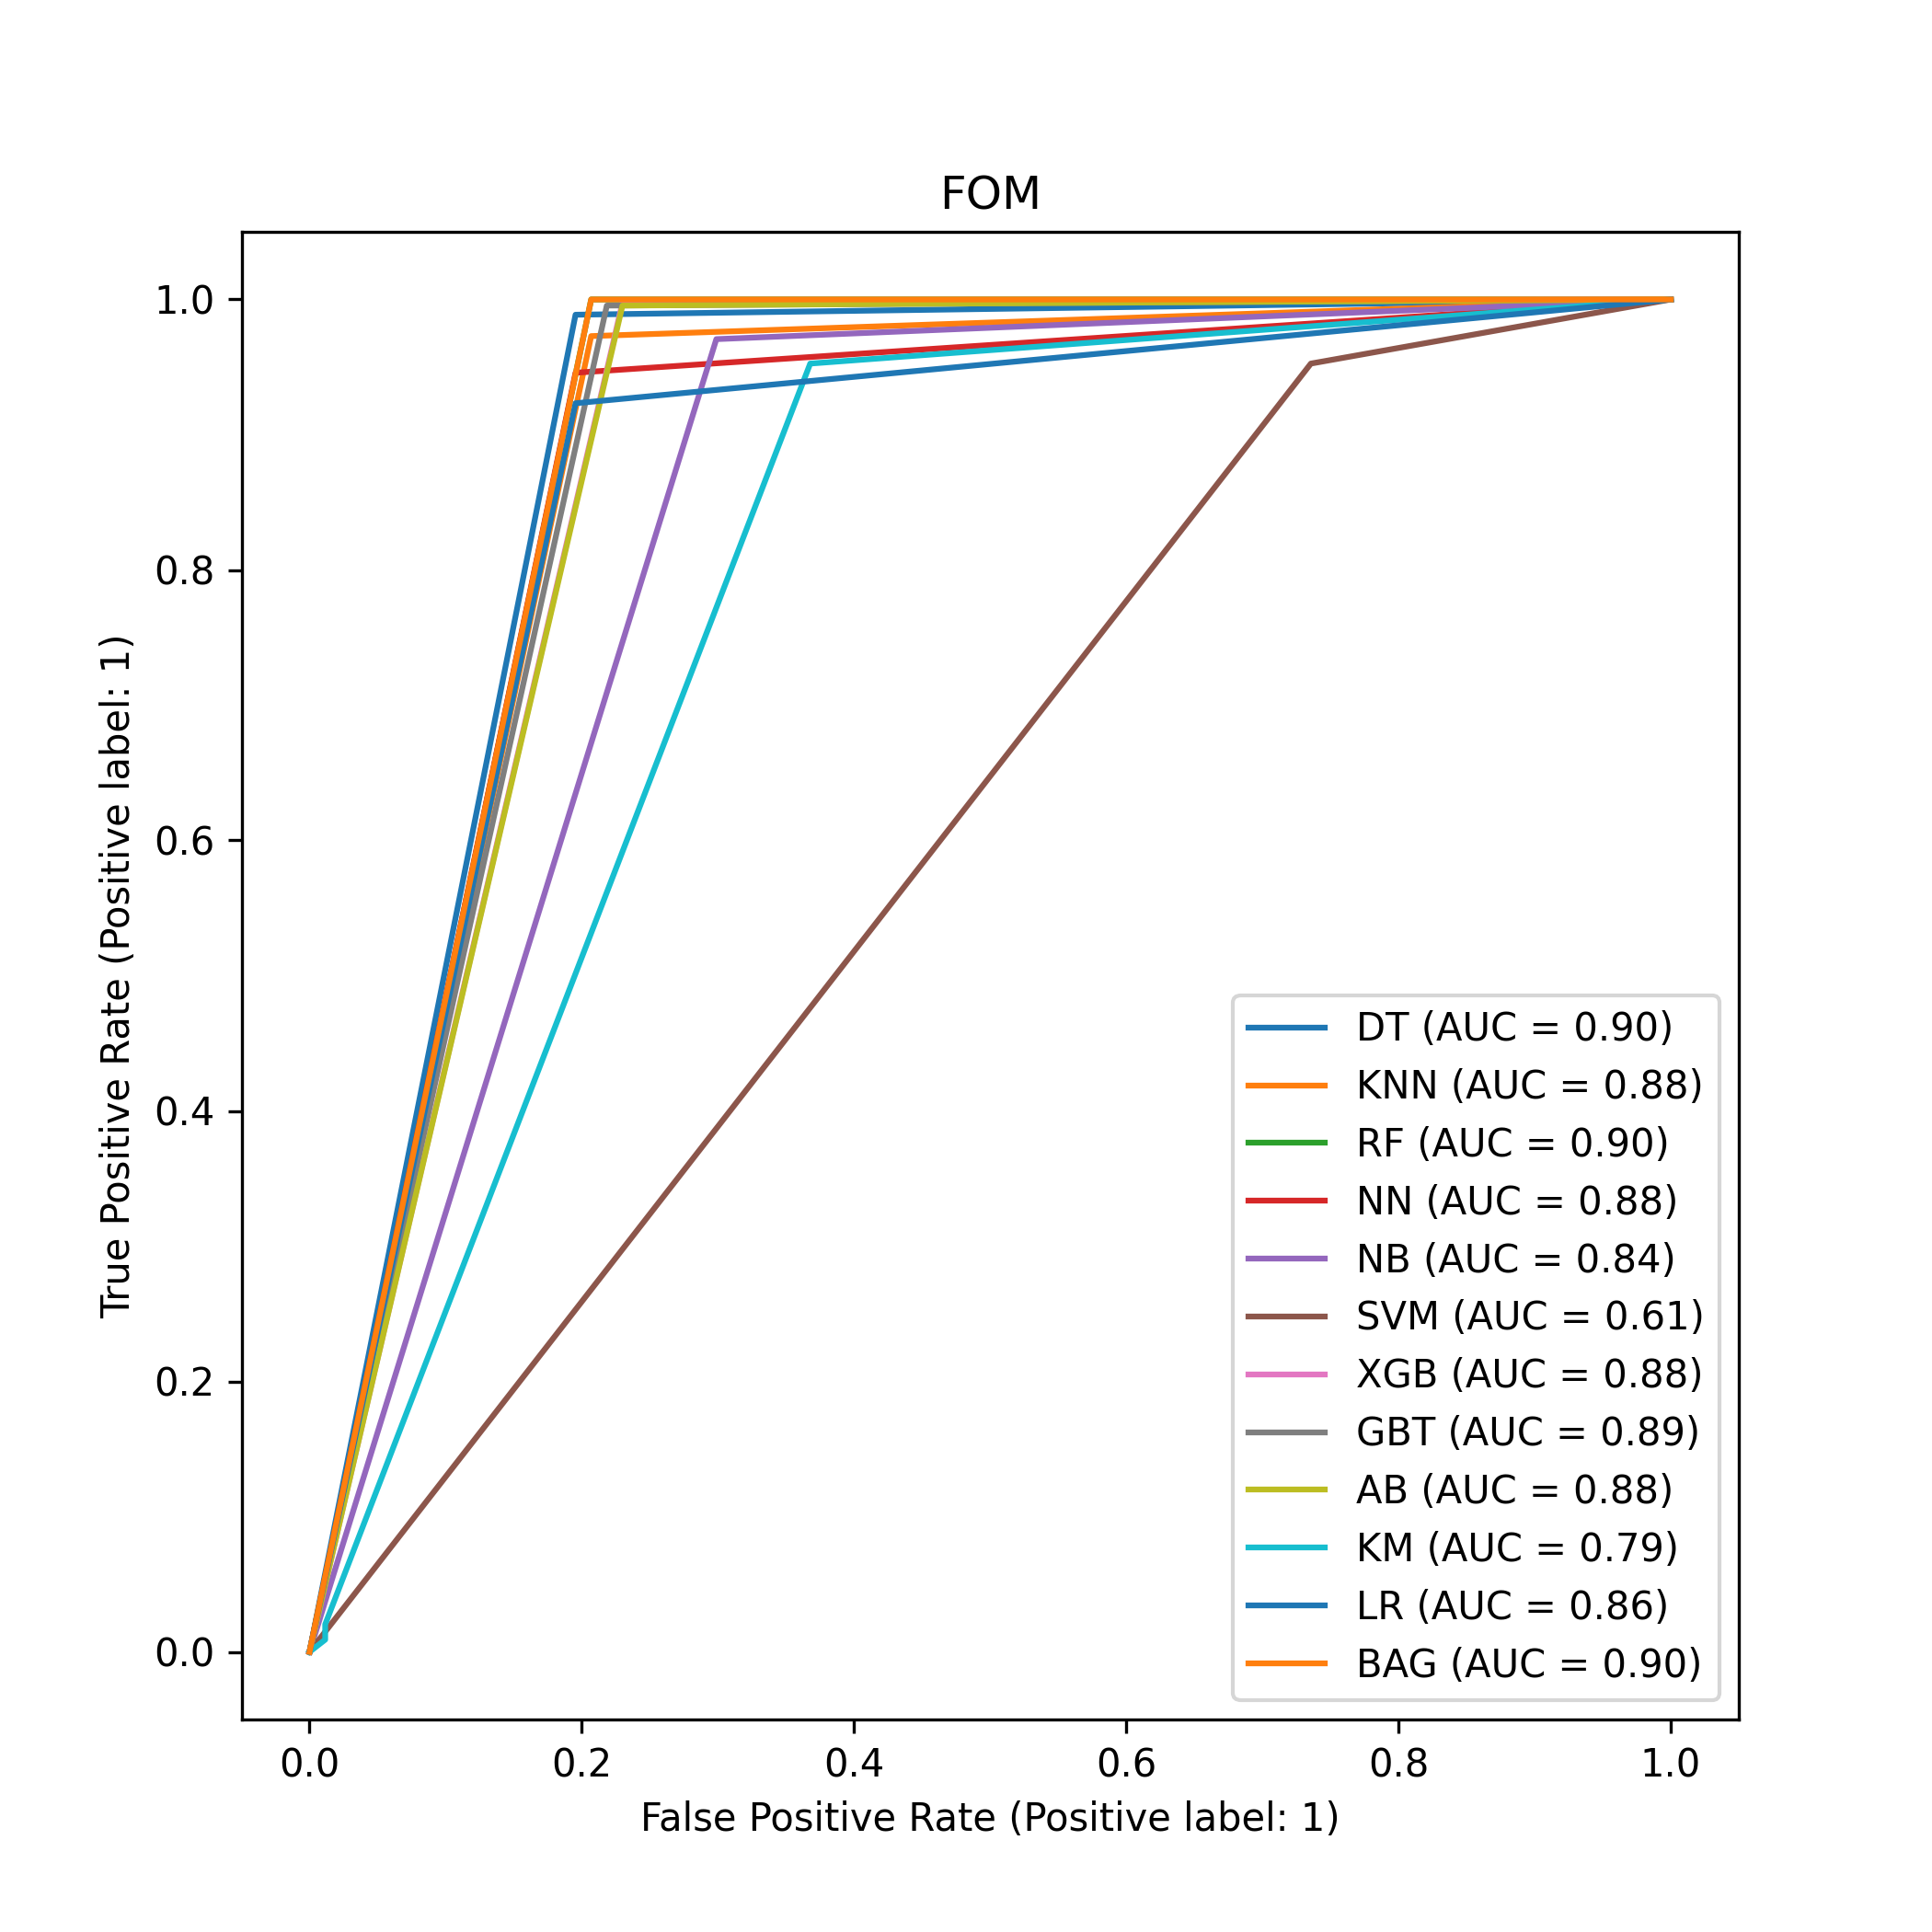 FOM
1.0
0.8
0.6
0.4
0.2
0.0
True Positive Rate (Positive label: 1)
DT (AUC = 0.90)
KNN (AUC = 0.88)
RF (AUC = 0.90)
NN (AUC = 0.88)
NB (AUC = 0.84)
SVM (AUC = 0.61)
XGB (AUC = 0.88)
GBT (AUC = 0.89)
AB (AUC = 0.88)
KM (AUC = 0.79)
LR (AUC = 0.86)
BAG (AUC = 0.90)
0.0 0.2 0.4 0.6 0.8 1.0
False Positive Rate (Positive label: 1)